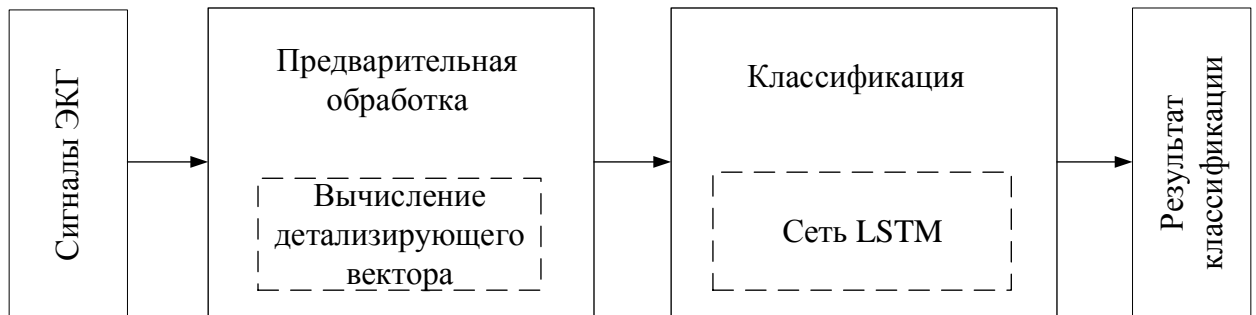 Сигналы ЭКГ
Предварительная
обработка
Вычисление
детализирующего
вектора
Классификация
Сеть LSTM
Результат
классификации